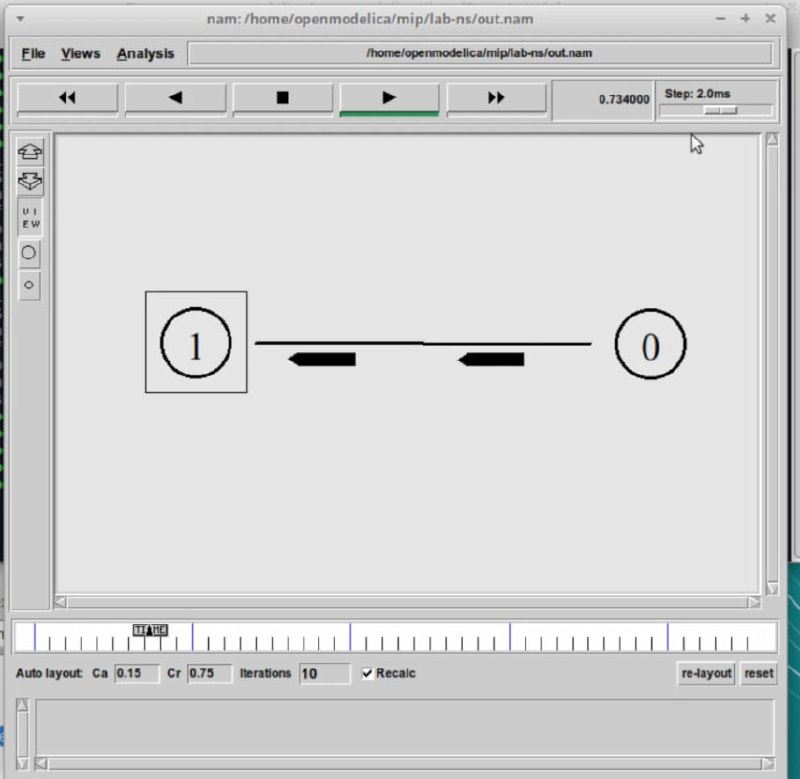 nam: /home/openmodelica/mip/lab-ns/out.nam
File Views Analysis /home/openmodelica/mip/lab-ns/out.nam
0.734000 Step: 2.0ms
V I
E W
1 0
TIME
Auto layout: Ca 0.15 Cr 0.75 Iterations 10 Recalc re-layout reset